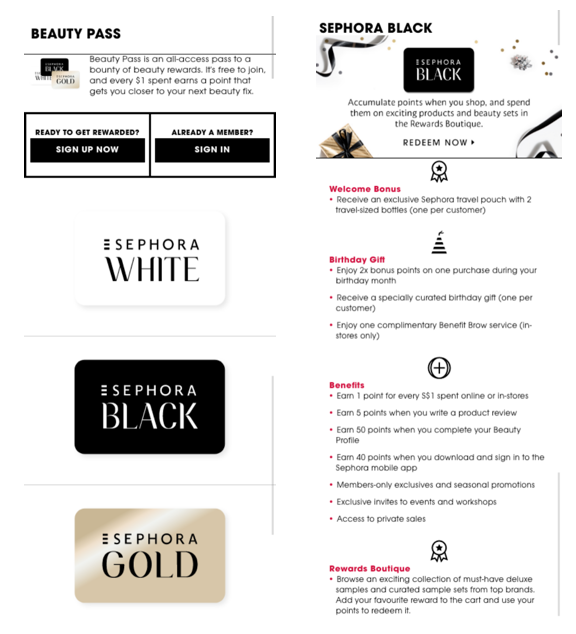 BEAUTY PASS
Beauty Pass is an all-access pass to a
bounty of beauty rewards. It's free to join,
and every $1 spent earns a point that
gets you closer to your next beauty fix.
BLACK
WHITE
GOLD
READY TO GET REWARDED?
SIGN UP NOW
ALREADY A MEMBER?
SIGN IN
SEPHORA
WHITE
SEPHORA
BLACK
SEPHORA
GOLD
SEPHORA BLACK
SEPHORA
BLACK
Accumulate points when you shop, and spend
them on exciting products and beauty sets in
the Rewards Boutique.
REDEEM NOW
Welcome Bonus
• Receive an exclusive Sephora travel pouch with 2
travel-sized bottles (one per customer)
Birthday Gift
• Enjoy 2x bonus points on one purchase during your
birthday month
• Receive a specially curated birthday gift (one per
customer)
• Enjoy one complimentary Benefit Brow service (in-
stores only)
Benefits
• Earn 1 point for every S$1 spent online or in-stores
• Earn 5 points when you write a product review
• Earn 50 points when you complete your Beauty
Profile
• Earn 40 points when you download and sign in to the
Sephora mobile app
• Members-only exclusives and seasonal promotions
• Exclusive invites to events and workshops
• Access to private sales
Rewards Boutique
• Browse an exciting collection of must-have deluxe
samples and curated sample sets from top brands.
Add your favourite reward to the cart and use your
points to redeem it.